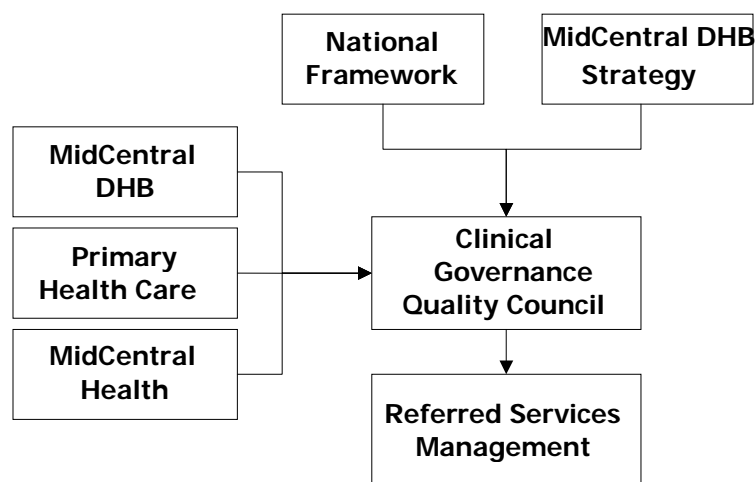 National
Framework
MidCentral DHB
Strategy
MidCentral
DHB
Primary
Health Care
MidCentral
Health
Clinical
Governance
Quality Council
Referred Services
Management